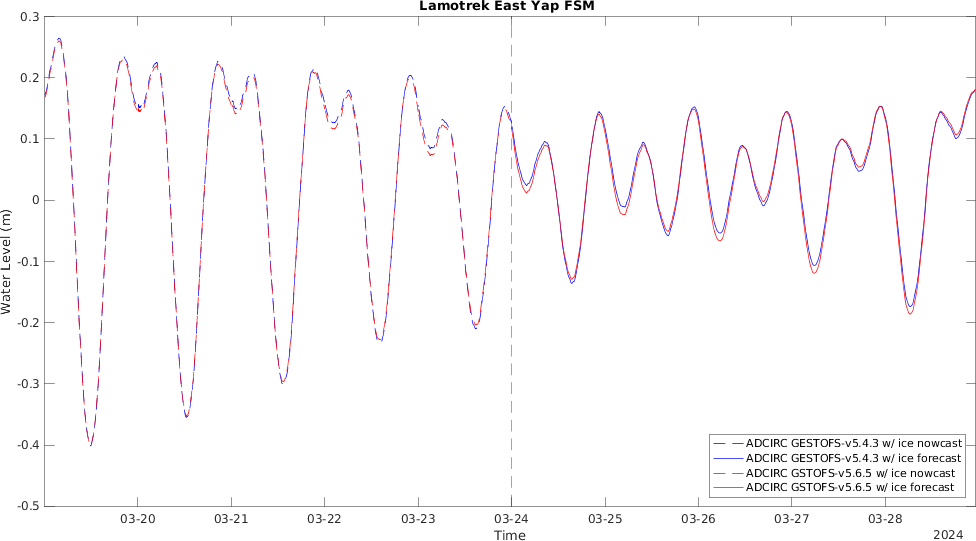 Lamotrek East Yap FSM
0.3
0.2
0.1
0
-0.1
-0.2
-0.3
-0.4
-0.5
Water Level (m)
ADCIRC GESTOFS-v5.4.3 w/ ice nowcast
ADCIRC GESTOFS-v5.4.3 w/ ice forecast
ADCIRC GSTOFS-v5.6.5 w/ ice nowcast
ADCIRC GSTOFS-v5.6.5 w/ ice forecast
03-20 03-21 03-22 03-23 03-24 03-25 03-26 03-27 03-28
Time
2024